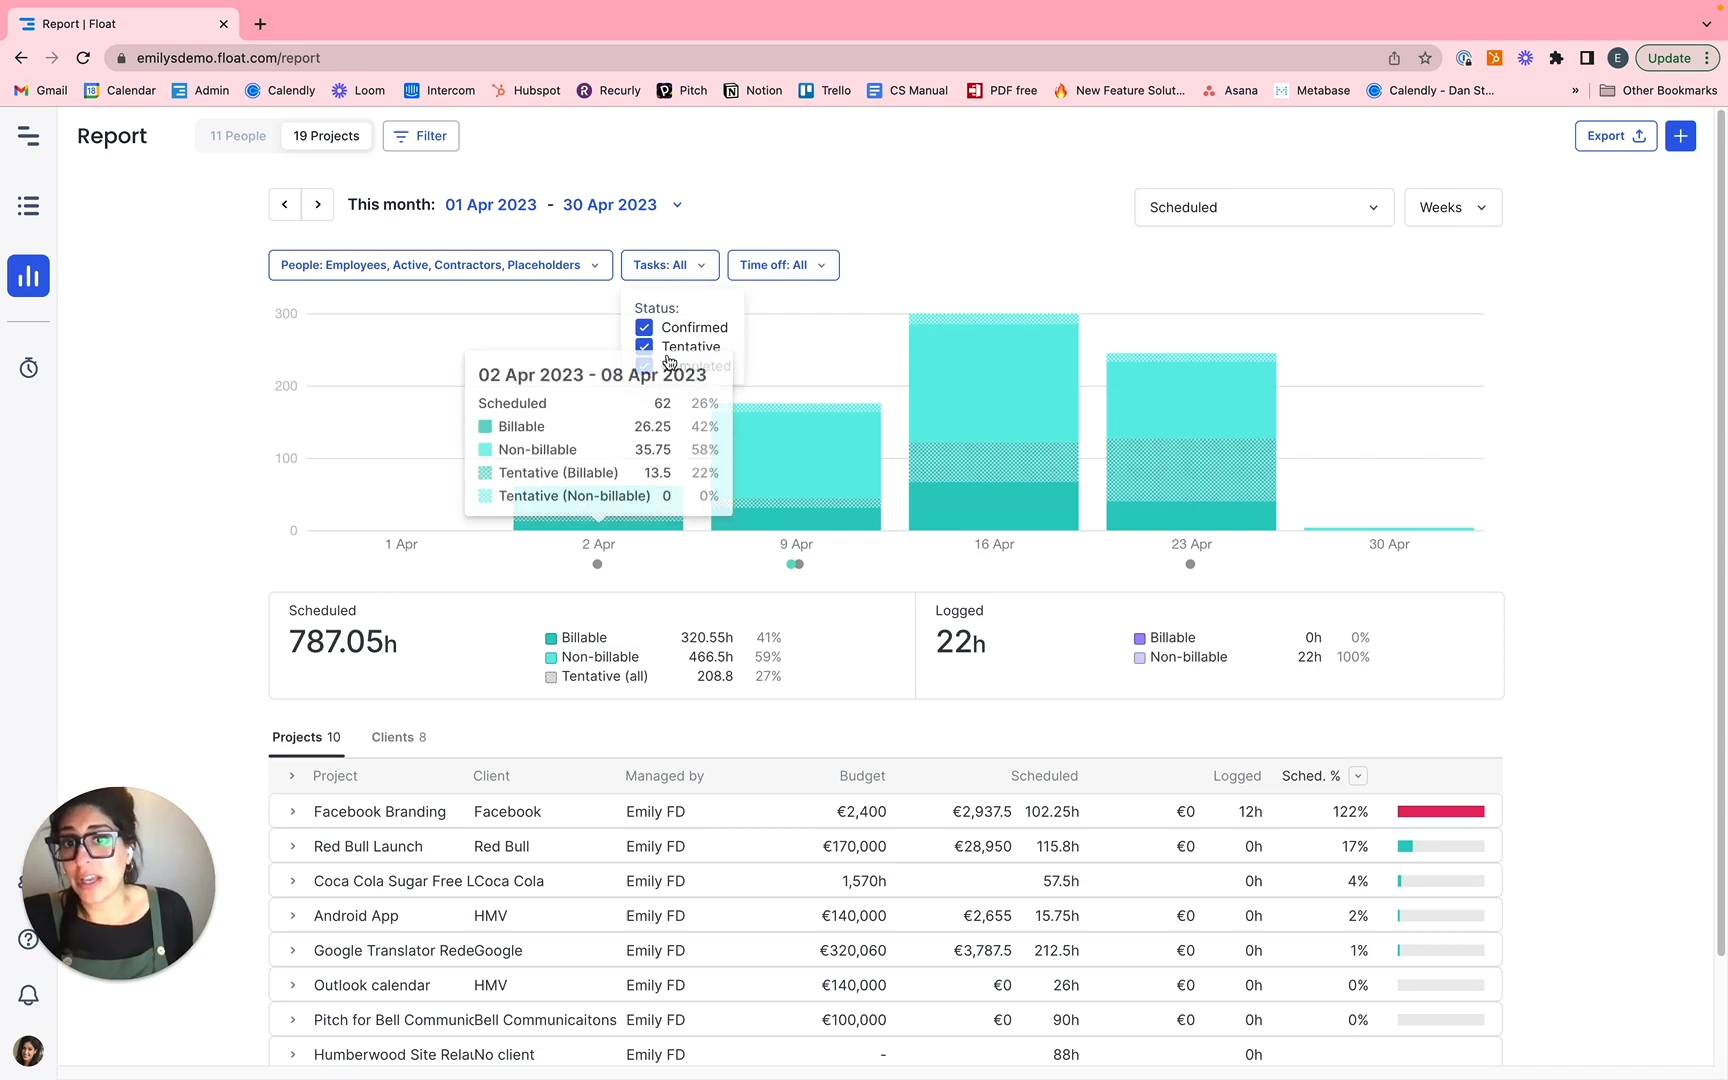 Report | Float
emilysdemo.float.com/report
E
Update
Gmail
18
Calendar
Admin
Calendly
Loom
Intercom
Hubspot
Recurly
Pitch
Notion
Trello
CS Manual
PDF free
New Feature Solut...
Asana
Metabase
Calendly - Dan St...
»
Other Bookmarks
Report
11 People
19 Projects
Filter
Export
This month: 01 Apr 2023 - 30 Apr 2023
Scheduled
Weeks
People: Employees, Active, Contractors, Placeholders
Tasks: All
Time off: All
Status:
Confirmed
Tentative
02 Apr 2023 - 08 Apr 2023
Scheduled 62 26%
Billable 26.25 42%
Non-billable 35.75 58%
Tentative (Billable) 13.5 22%
Tentative (Non-billable) 0 0%
300
200
100
0
1 Apr
2 Apr
9 Apr
16 Apr
23 Apr
30 Apr
Scheduled
787.05h
Billable 320.55h 41%
Non-billable 466.5h 59%
Tentative (all) 208.8 27%
Logged
22h
Billable 0h 0%
Non-billable 22h 100%
Projects 10
Clients 8
Project Client Managed by Budget Scheduled Logged Sched. %
Facebook Branding Facebook Emily FD €2,400 €2,937.5 102.25h €0 12h 122%
Red Bull Launch Red Bull Emily FD €170,000 €28,950 115.8h €0 0h 17%
Coca Cola Sugar Free L Coca Cola Emily FD 1,570h 57.5h 0h 4%
Android App HMV Emily FD €140,000 €2,655 15.75h €0 0h 2%
Google Translator Rede Google Emily FD €320,060 €3,787.5 212.5h €0 0h 1%
Outlook calendar HMV Emily FD €140,000 €0 26h €0 0h 0%
Pitch for Bell Communic Bell Communicaitons Emily FD €100,000 €0 90h €0 0h 0%
Humberwood Site Relau No client Emily FD - 88h 0h